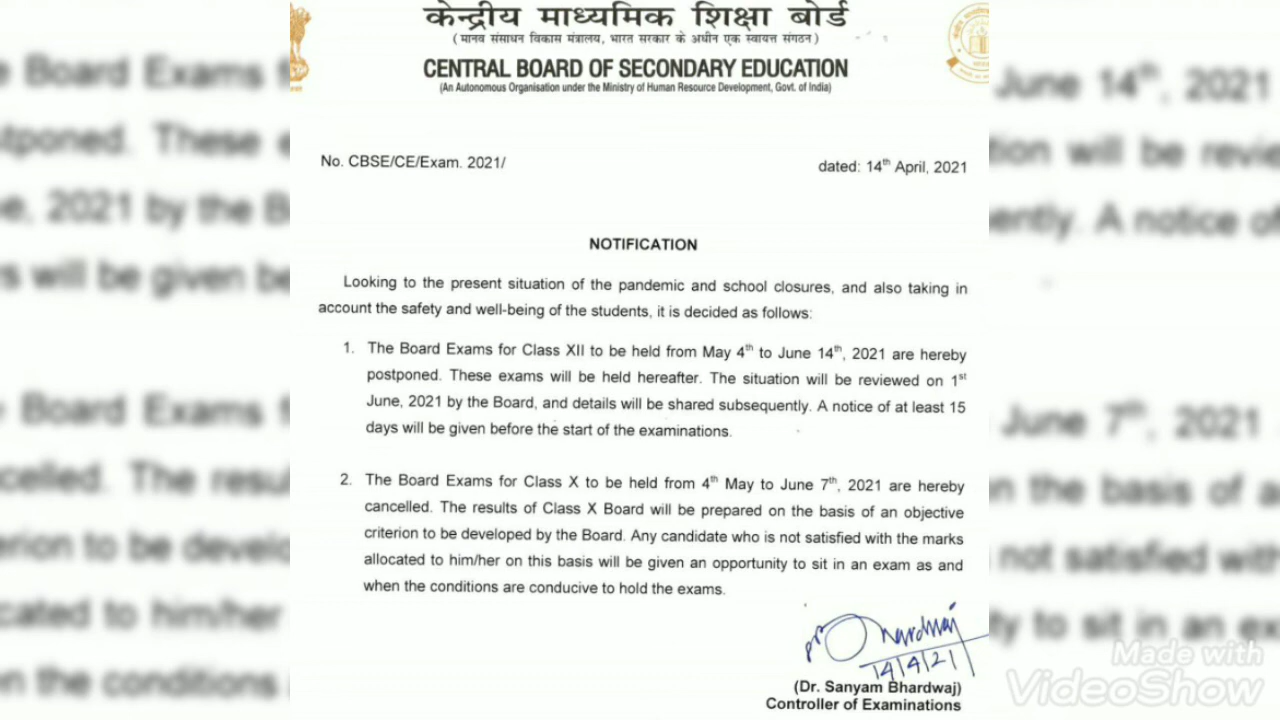 केन्द्रीय माध्यमिक शिक्षा बोर्ड
(मानव संसाधन विकास मंत्रालय, भारत सरकार के अधीन एक स्वायत्त संगठन)
CENTRAL BOARD OF SECONDARY EDUCATION
(An Autonomous Organisation under the Ministry of Human Resource Development, Govt. of India)
No. CBSE/CE/Exam. 2021/
dated: 14th April, 2021
NOTIFICATION
Looking to the present situation of the pandemic and school closures, and also taking in
account the safety and well-being of the students, it is decided as follows:
1. The Board Exams for Class XII to be held from May 4th to June 14th, 2021 are hereby
postponed. These exams will be held hereafter. The situation will be reviewed on 1st
June, 2021 by the Board, and details will be shared subsequently. A notice of at least 15
days will be given before the start of the examinations.
2. The Board Exams for Class X to be held from 4th May to June 7th, 2021 are hereby
cancelled. The results of Class X Board will be prepared on the basis of an objective
criterion to be developed by the Board. Any candidate who is not satisfied with the marks
allocated to him/her on this basis will be given an opportunity to sit in an exam as and
when the conditions are conducive to hold the exams.
14/4/21
(Dr. Sanyam Bhardwaj)
Controller of Examinations
Made with
VideoShow